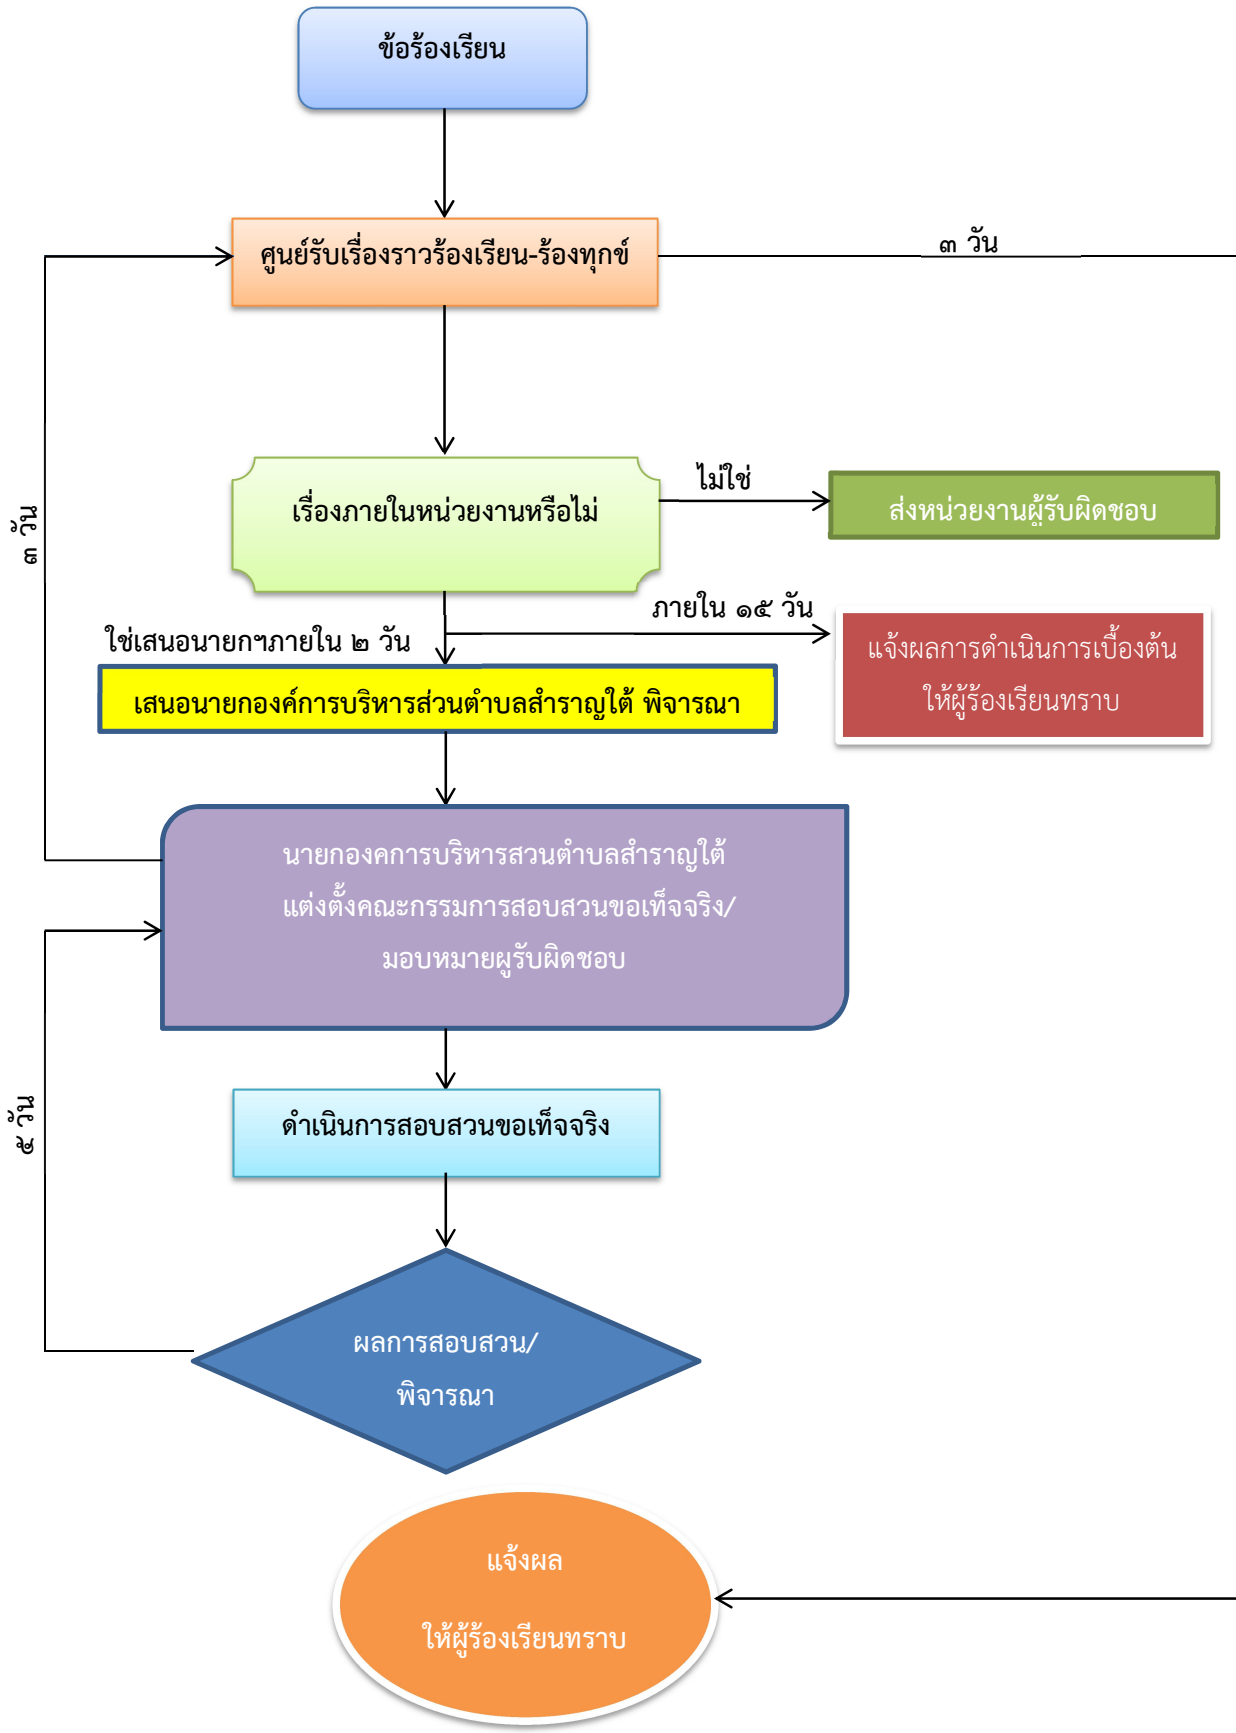 ข้อร้องเรียน
ศูนย์รับเรื่องราวร้องเรียน-ร้องทุกข์
๓ วัน
๓ วัน
เรื่องภายในหน่วยงานหรือไม่
ไม่ใช่
ส่งหน่วยงานผู้รับผิดชอบ
ภายใน ๑๕ วัน
ใช่เสนอนายกฯภายใน ๒ วัน
แจ้งผลการดำเนินการเบื้องต้น
ให้ผู้ร้องเรียนทราบ
เสนอนายกองค์การบริหารส่วนตำบลสำราญใต้ พิจารณา
นายกองคการบริหารสวนตำบลสำราญใต้
แต่งตั้งคณะกรรมการสอบสวนขอเท็จจริง/
มอบหมายผูรับผิดชอบ
๕ วัน
ดำเนินการสอบสวนขอเท็จจริง
ผลการสอบสวน/
พิจารณา
แจ้งผล
ให้ผู้ร้องเรียนทราบ